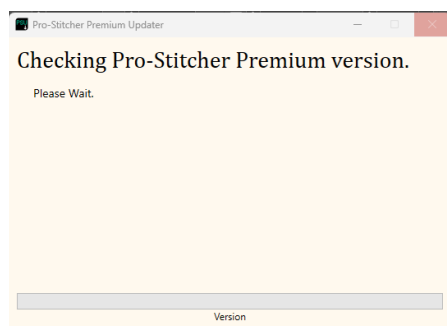 Pro-Stitcher Premium Updater
Checking Pro-Stitcher Premium version.
Please Wait.
Version